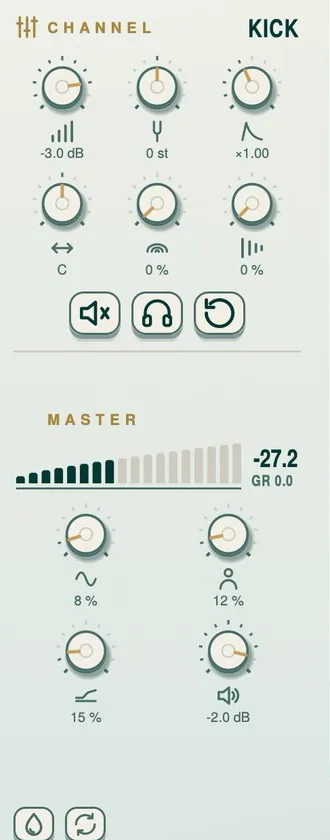 CHANNEL KICK
-3.0 dB 0 st ×1.00
C 0 % 0 %
MASTER
-27.2
GR 0.0
8 % 12 %
15 % -2.0 dB